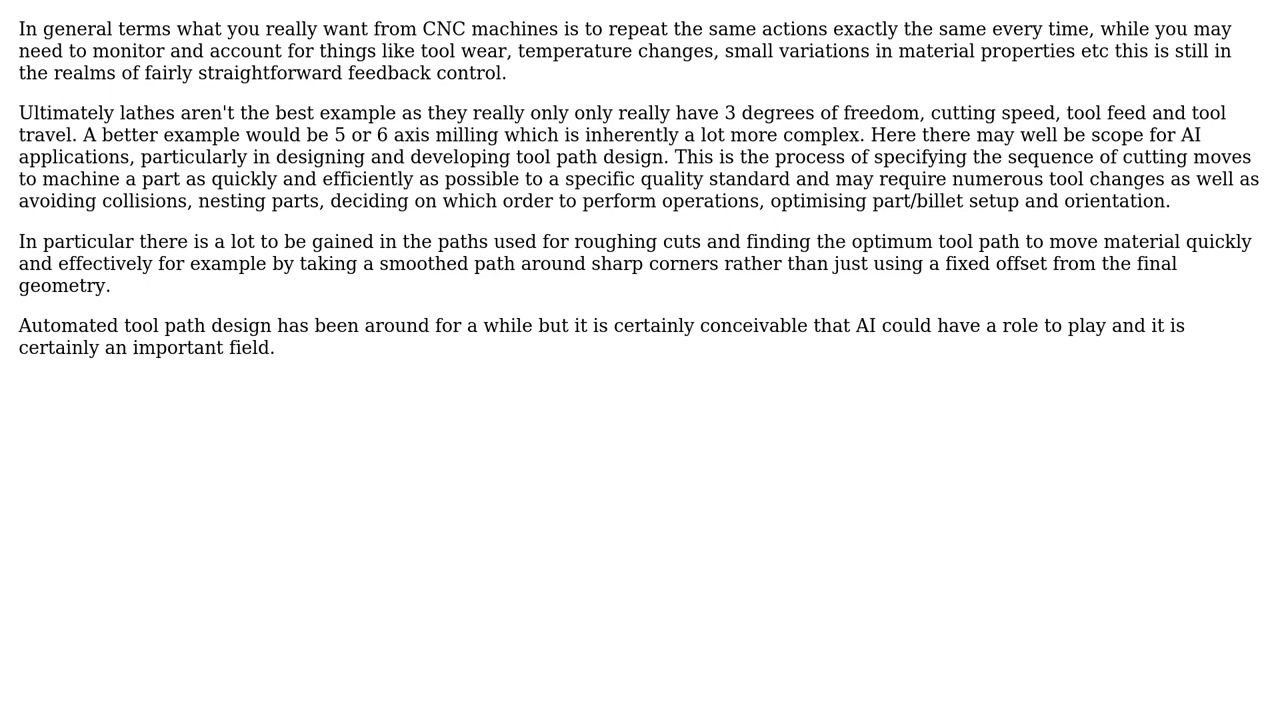 In general terms what you really want from CNC machines is to repeat the same actions exactly the same every time, while you may
need to monitor and account for things like tool wear, temperature changes, small variations in material properties etc this is still in
the realms of fairly straightforward feedback control.
Ultimately lathes aren't the best example as they really only only really have 3 degrees of freedom, cutting speed, tool feed and tool
travel. A better example would be 5 or 6 axis milling which is inherently a lot more complex. Here there may well be scope for AI
applications, particularly in designing and developing tool path design. This is the process of specifying the sequence of cutting moves
to machine a part as quickly and efficiently as possible to a specific quality standard and may require numerous tool changes as well as
avoiding collisions, nesting parts, deciding on which order to perform operations, optimising part/billet setup and orientation.
In particular there is a lot to be gained in the paths used for roughing cuts and finding the optimum tool path to move material quickly
and effectively for example by taking a smoothed path around sharp corners rather than just using a fixed offset from the final
geometry.
Automated tool path design has been around for a while but it is certainly conceivable that AI could have a role to play and it is
certainly an important field.